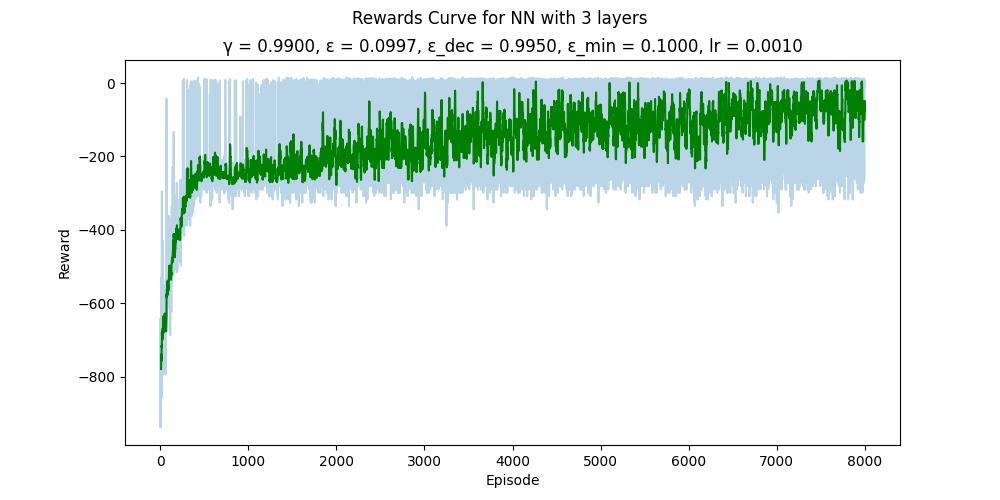 Rewards Curve for NN with 3 layers
γ = 0.9900, ε = 0.0997, ε_dec = 0.9950, ε_min = 0.1000, lr = 0.0010
Reward
0
−200
−400
−600
−800
0 1000 2000 3000 4000 5000 6000 7000 8000
Episode